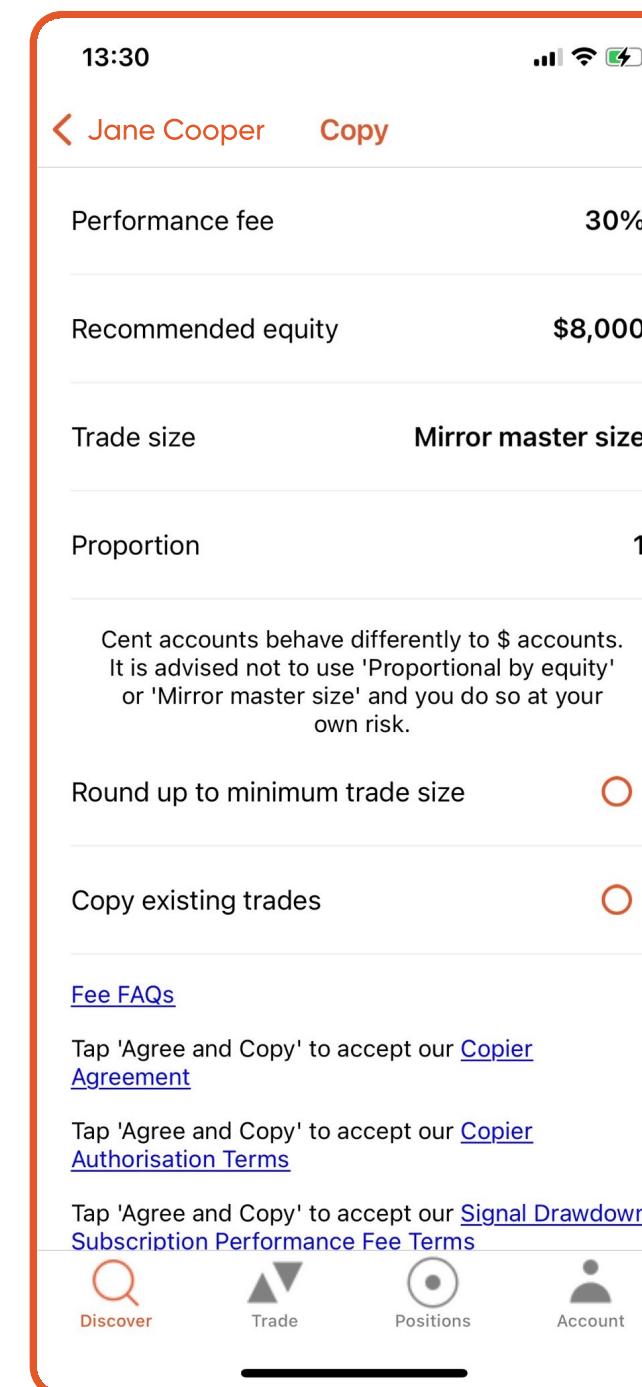 13:30
Jane Cooper Copy
Performance fee 30%
Recommended equity $8,000
Trade size Mirror master size
Proportion 1
Cent accounts behave differently to $ accounts.
It is advised not to use 'Proportional by equity'
or 'Mirror master size' and you do so at your
own risk.
Round up to minimum trade size
Copy existing trades
Fee FAQs
Tap 'Agree and Copy' to accept our Copier
Agreement
Tap 'Agree and Copy' to accept our Copier
Authorisation Terms
Tap 'Agree and Copy' to accept our Signal Drawdown
Subscription Performance Fee Terms
Discover Trade Positions Account